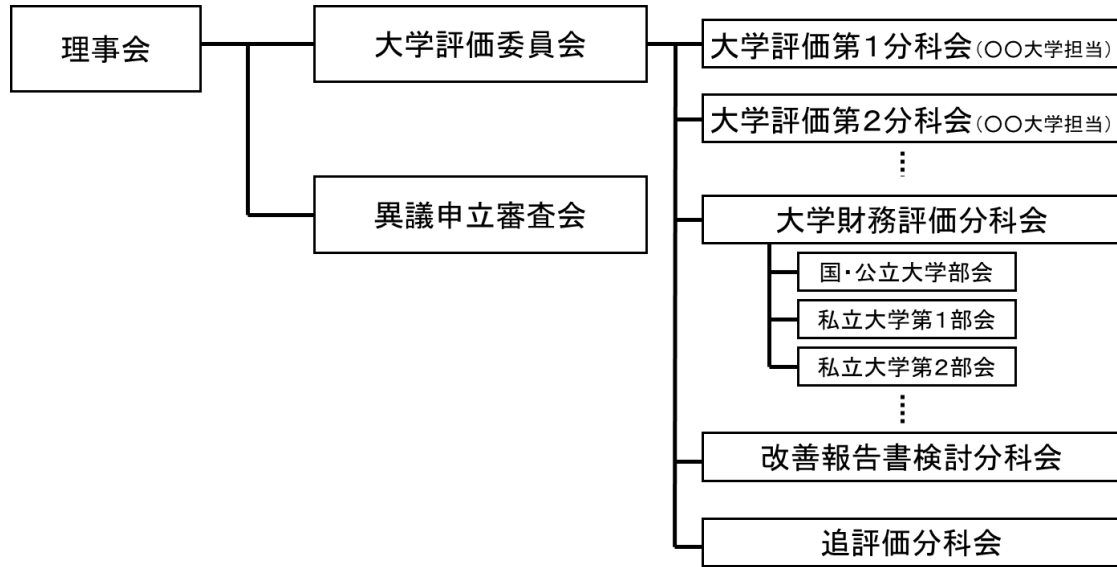 理事会
大学評価委員会
異議申立審査会
大学評価第1分科会(○○大学担当)
大学評価第2分科会(○○大学担当)
大学財務評価分科会
国・公立大学部会
私立大学第1部会
私立大学第2部会
改善報告書検討分科会
追評価分科会